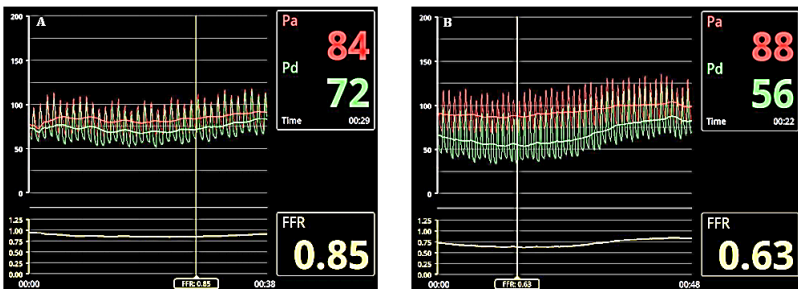 A
200
150
100
50
0
1.25
1.00
0.75
0.50
0.25
0.00
00:00
FFR: 0.85
00:38
Pa
84
Pd
72
Time 00:29
FFR
0.85
B
200
150
100
50
0
1.25
1.00
0.75
0.50
0.25
0.00
00:00
FFR: 0.63
00:48
Pa
88
Pd
56
Time 00:22
FFR
0.63